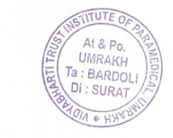 VIDYABHARTI TRUST INSTITUTE OF PARAMEDICAL, UMRAKH
At & Po.
UMRAKH
Ta : BARDOLI
Di : SURAT